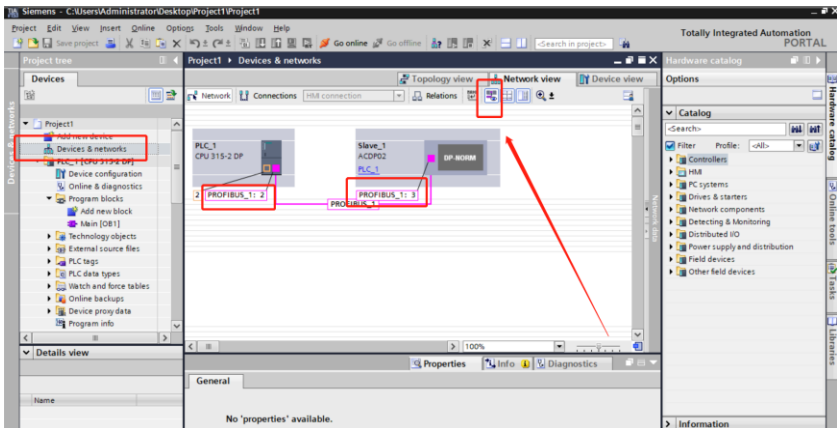 Siemens - C:\Users\Administrator\Desktop\Project1\Project1
Project Edit View Insert Online Options Tools Window Help
Save project
Go online
Go offline
<Search in project>
Totally Integrated Automation
PORTAL
Project tree
Devices
Project1
Add new device
Devices & networks
PLC_1 [CPU 315-2 DP]
Device configuration
Online & diagnostics
Program blocks
Add new block
Main [OB1]
Technology objects
External source files
PLC tags
PLC data types
Watch and force tables
Online backups
Device proxy data
Program info
Details view
Name
Devices & networks
Project1 Devices & networks
Topology view
Network view
Device view
Network
Connections
HMI connection
Relations
PLC_1
CPU 315-2 DP
Slave_1
ACDP02
PLC_1
DP-NORM
2
PROFIBUS_1: 2
PROFIBUS_1: 3
PROFIBUS_1
100%
Network data
Properties
Info
Diagnostics
General
No 'properties' available.
Hardware catalog
Options
Catalog
<Search>
Filter
Profile:
<All>
Controllers
HMI
PC systems
Drives & starters
Network components
Detecting & Monitoring
Distributed I/O
Power supply and distribution
Field devices
Other field devices
Information
Hardware catalog
Online tools
Tasks
Libraries